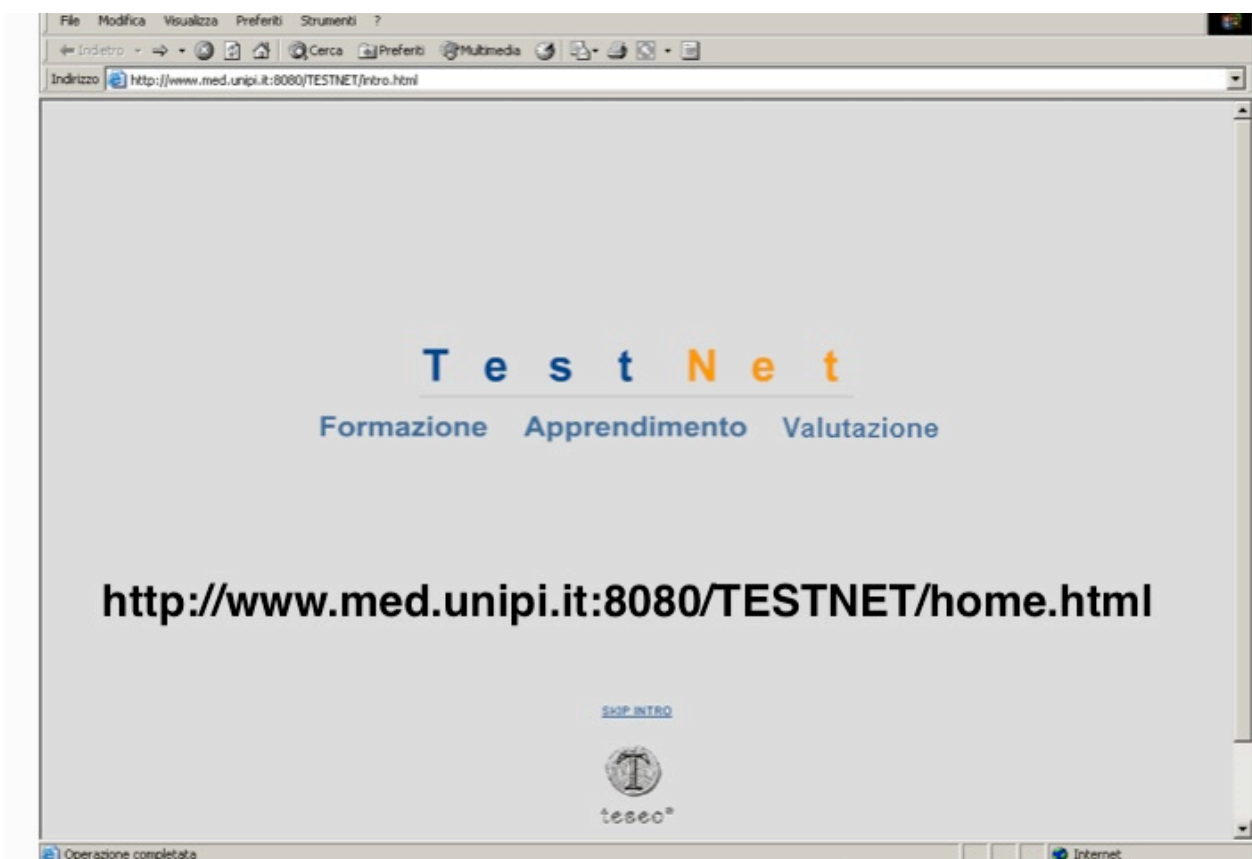 File Modifica Visualizza Preferiti Strumenti ?
Indietro Cerca Preferiti Multimedia
Indirizzo http://www.med.unipi.it:8080/TESTNET/intro.html
TestNet
Formazione Apprendimento Valutazione
http://www.med.unipi.it:8080/TESTNET/home.html
SKIP INTRO
T
teseo®
Operazione completata Internet